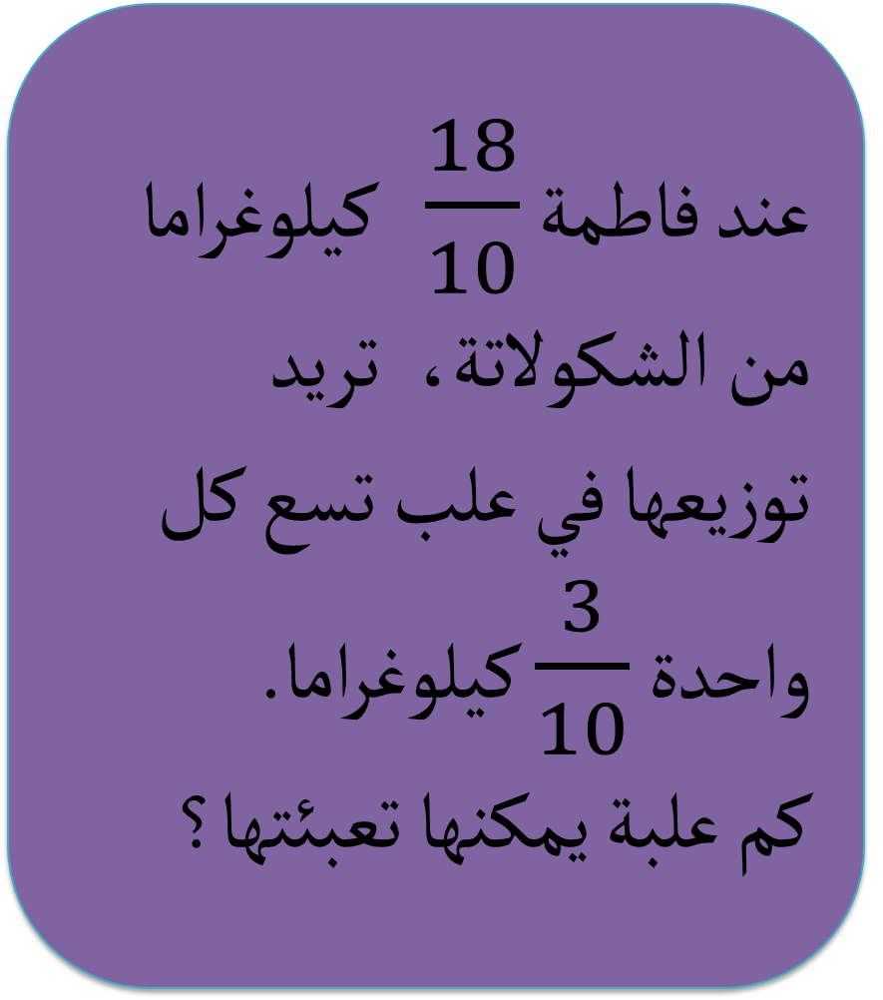 عند فاطمة 18/10 كيلوغراما
من الشكولاتة، تريد
توزيعها في علب تسع كل
واحدة 3/10 كيلوغراما.
كم علبة يمكنها تعبئتها؟